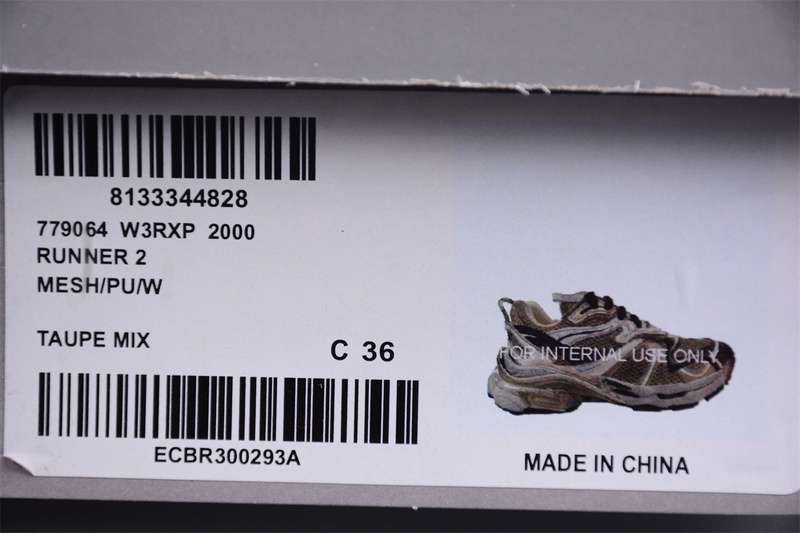 8133344828
779064 W3RXP 2000
RUNNER 2
MESH/PU/W
TAUPE MIX
C 36
ECBR300293A
FOR INTERNAL USE ONLY
MADE IN CHINA